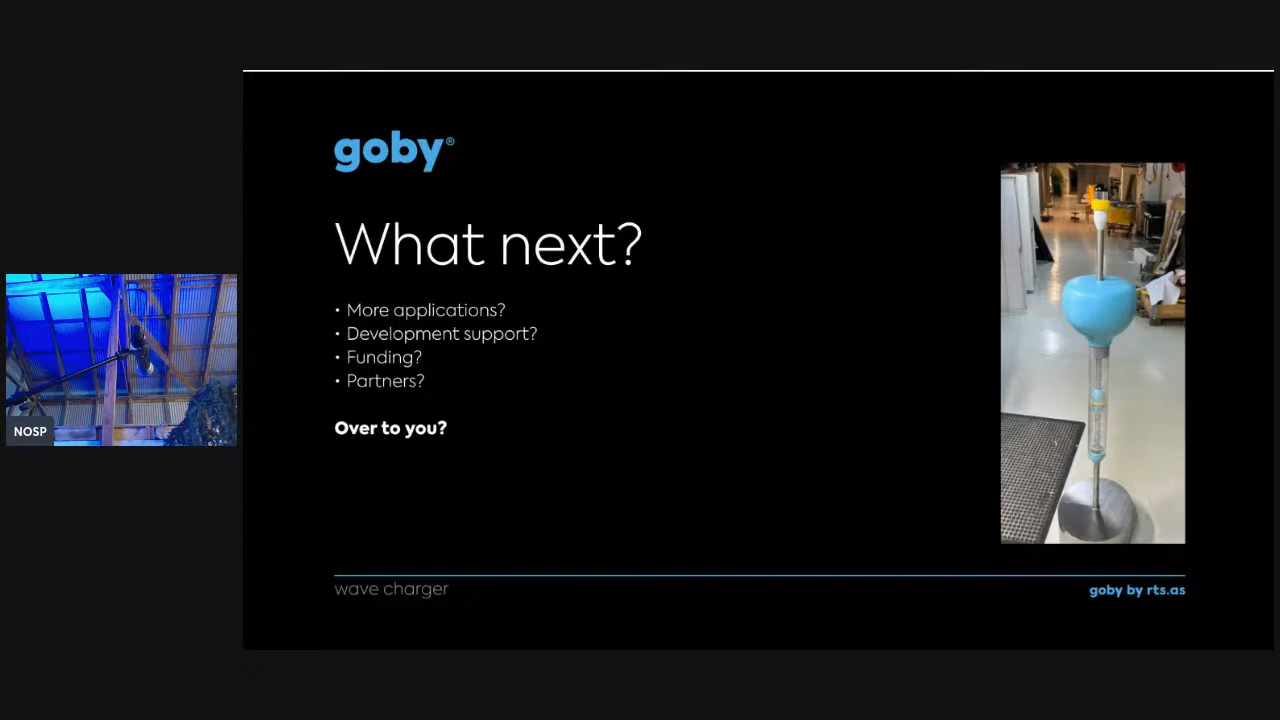 goby®
What next?
• More applications?
• Development support?
• Funding?
• Partners?
Over to you?
wave charger
goby by rts.as
NOSP